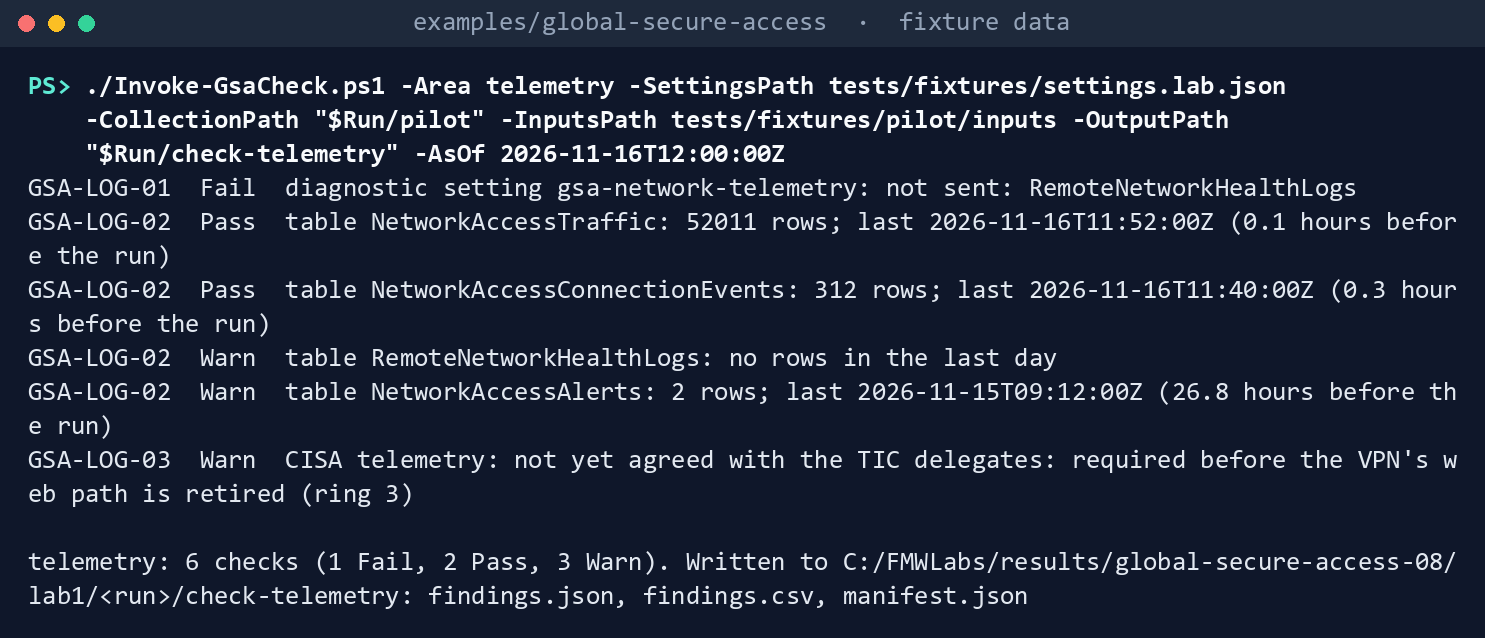 examples/global-secure-access · fixture data
PS> ./Invoke-GsaCheck.ps1 -Area telemetry -SettingsPath tests/fixtures/settings.lab.json
-CollectionPath "$Run/pilot" -InputsPath tests/fixtures/pilot/inputs -OutputPath
"$Run/check-telemetry" -AsOf 2026-11-16T12:00:00Z
GSA-LOG-01  Fail  diagnostic setting gsa-network-telemetry: not sent: RemoteNetworkHealthLogs
GSA-LOG-02  Pass  table NetworkAccessTraffic: 52011 rows; last 2026-11-16T11:52:00Z (0.1 hours befor
e the run)
GSA-LOG-02  Pass  table NetworkAccessConnectionEvents: 312 rows; last 2026-11-16T11:40:00Z (0.3 hour
s before the run)
GSA-LOG-02  Warn  table RemoteNetworkHealthLogs: no rows in the last day
GSA-LOG-02  Warn  table NetworkAccessAlerts: 2 rows; last 2026-11-15T09:12:00Z (26.8 hours before th
e run)
GSA-LOG-03  Warn  CISA telemetry: not yet agreed with the TIC delegates: required before the VPN's w
eb path is retired (ring 3)
telemetry: 6 checks (1 Fail, 2 Pass, 3 Warn). Written to C:/FMWLabs/results/global-secure-access-08/
lab1/<run>/check-telemetry: findings.json, findings.csv, manifest.json